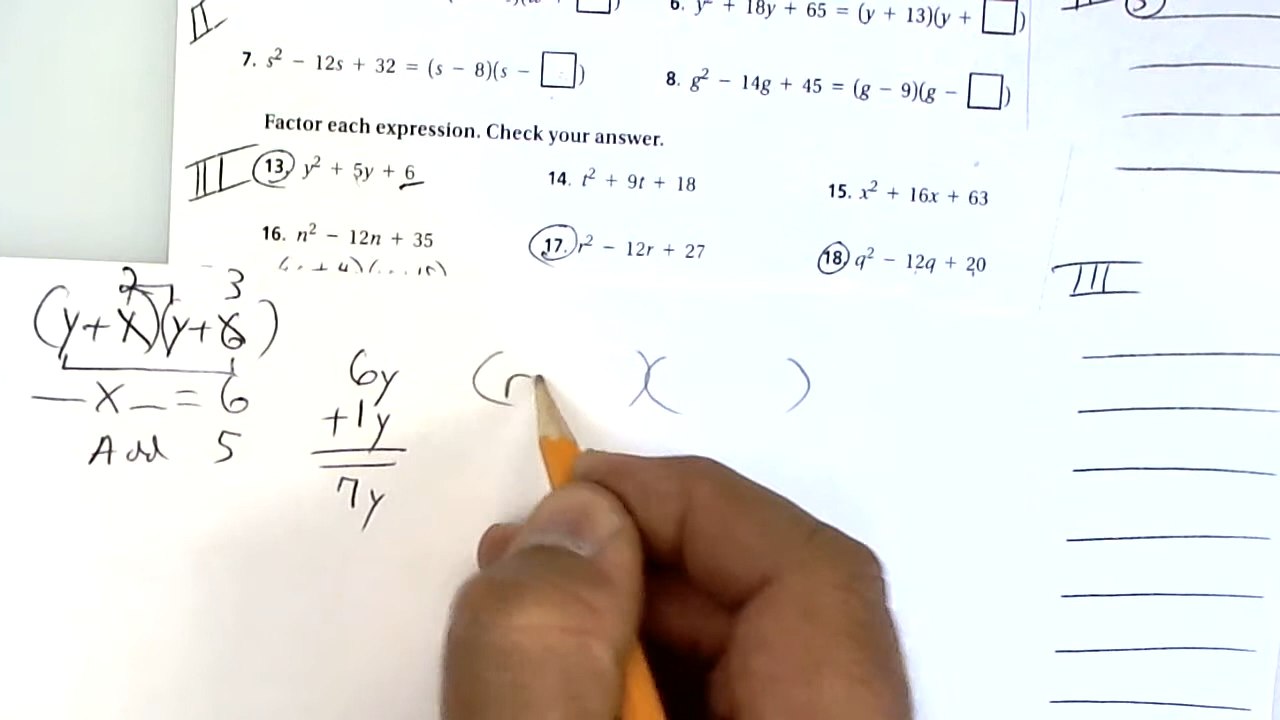 6. y² + 18y + 65 = (y + 13)(y + □)
II
7. s² − 12s + 32 = (s − 8)(s − □)
8. g² − 14g + 45 = (g − 9)(g − □)
Factor each expression. Check your answer.
III
13. y² + 5y + 6
14. t² + 9t + 18
15. x² + 16x + 63
16. n² − 12n + 35
17. r² − 12r + 27
18. q² − 12q + 20
III
2 3
(y+x)(y+6)
— x — = 6
Add 5
6y
+1y
7y
(r )( )